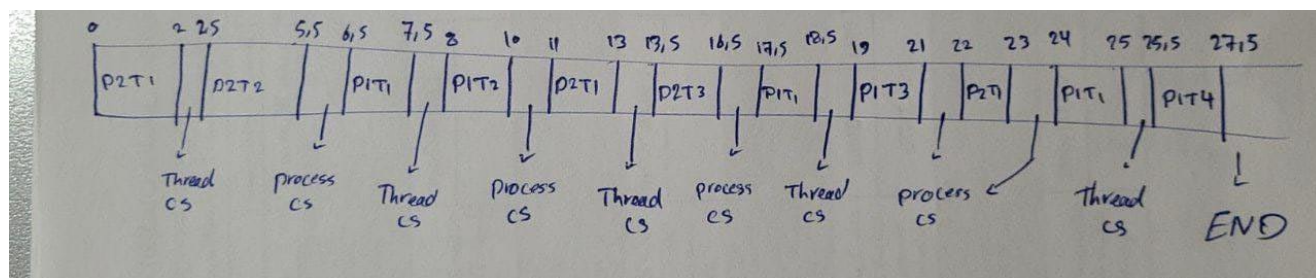 0 2 2,5 5,5 6,5 7,5 8 10 11 13 13,5 16,5 17,5 18,5 19 21 22 23 24 25 25,5 27,5
P2T1 P2T2 P1T1 P1T2 P2T1 P2T3 P1T1 P1T3 P2T1 P1T1 P1T4
Thread process Thread process Thread process Thread process Thread
CS CS CS CS CS CS CS CS CS END